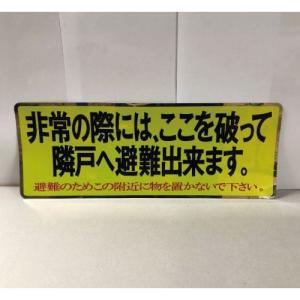 非常の際には、ここを破って
隣戸へ避難出来ます。
避難のためこの附近に物を置かないで下さい。